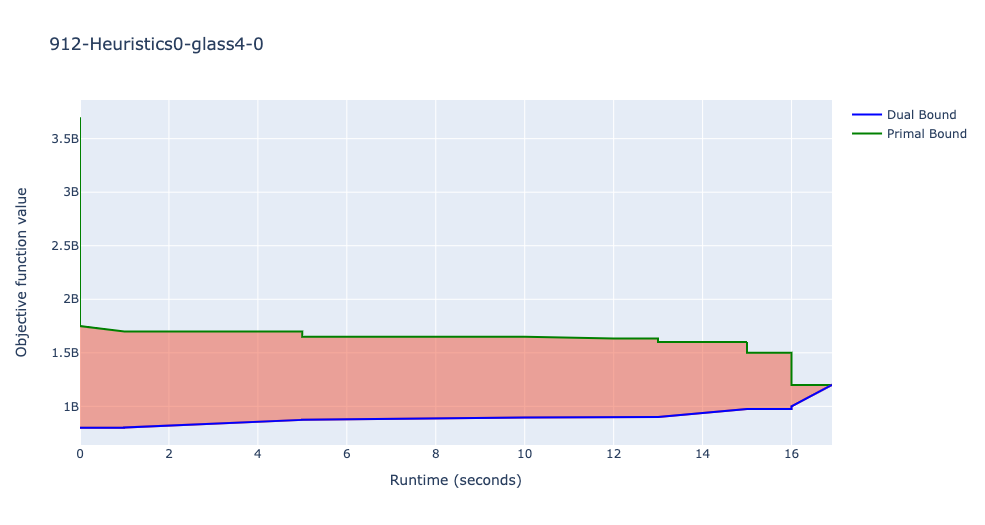 912-Heuristics0-glass4-0
Dual Bound
Primal Bound
3.5B
3B
2.5B
2B
1.5B
1B
Objective function value
0 2 4 6 8 10 12 14 16
Runtime (seconds)